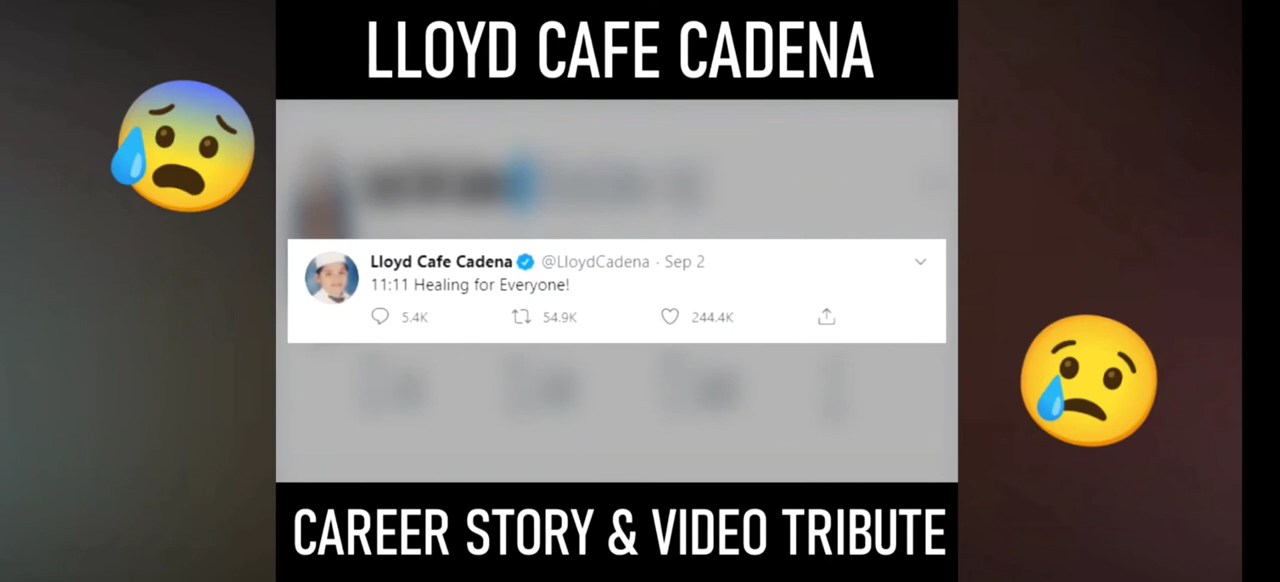 LLOYD CAFE CADENA
Lloyd Cafe Cadena @LloydCadena · Sep 2
11:11 Healing for Everyone!
5.4K 54.9K 244.4K
CAREER STORY & VIDEO TRIBUTE